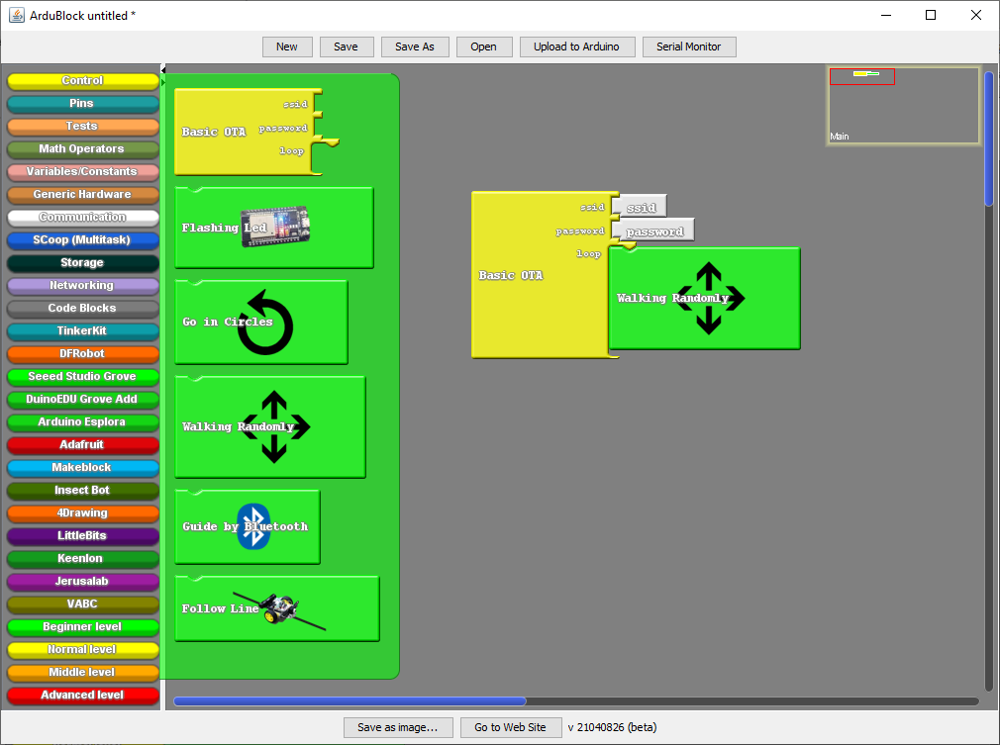 ArduBlock untitled *
New Save Save As Open Upload to Arduino Serial Monitor
Control
Pins
Tests
Math Operators
Variables/Constants
Generic Hardware
Communication
SCoop (Multitask)
Storage
Networking
Code Blocks
TinkerKit
DFRobot
Seeed Studio Grove
DuinoEDU Grove Add
Arduino Esplora
Adafruit
Makeblock
Insect Bot
4Drawing
LittleBits
Keenlon
Jerusalab
VABC
Beginner level
Normal level
Middle level
Advanced level
ssid
Basic OTA password
loop
Flashing Led
Go in Circles
Walking Randomly
Guide by Bluetooth
Follow Line
ssid ssid
password password
loop
Basic OTA
Walking Randomly
Main
Save as image... Go to Web Site v 21040826 (beta)